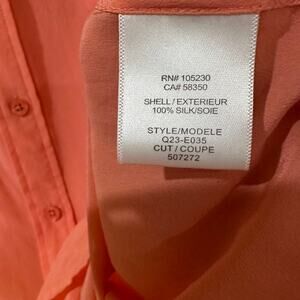 RN# 105230
CA# 58350
SHELL / EXTERIEUR
100% SILK/SOIE
STYLE/MODELE
Q23-E035
CUT / COUPE
507272